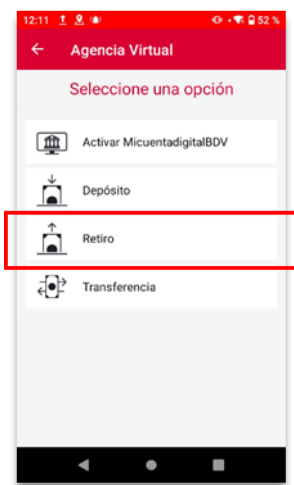 12:11 52 %
Agencia Virtual
Seleccione una opción
Activar MicuentadigitalBDV
Depósito
Retiro
Transferencia